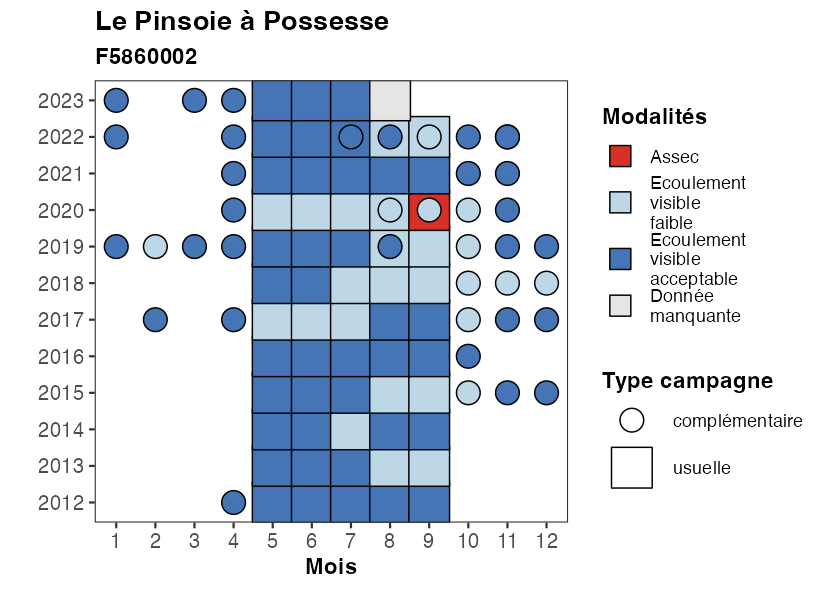 Le Pinsoie à Possesse
F5860002
2023
2022
2021
2020
2019
2018
2017
2016
2015
2014
2013
2012
1 2 3 4 5 6 7 8 9 10 11 12
Mois
Modalités
Assec
Ecoulement
visible
faible
Ecoulement
visible
acceptable
Donnée
manquante
Type campagne
complémentaire
usuelle